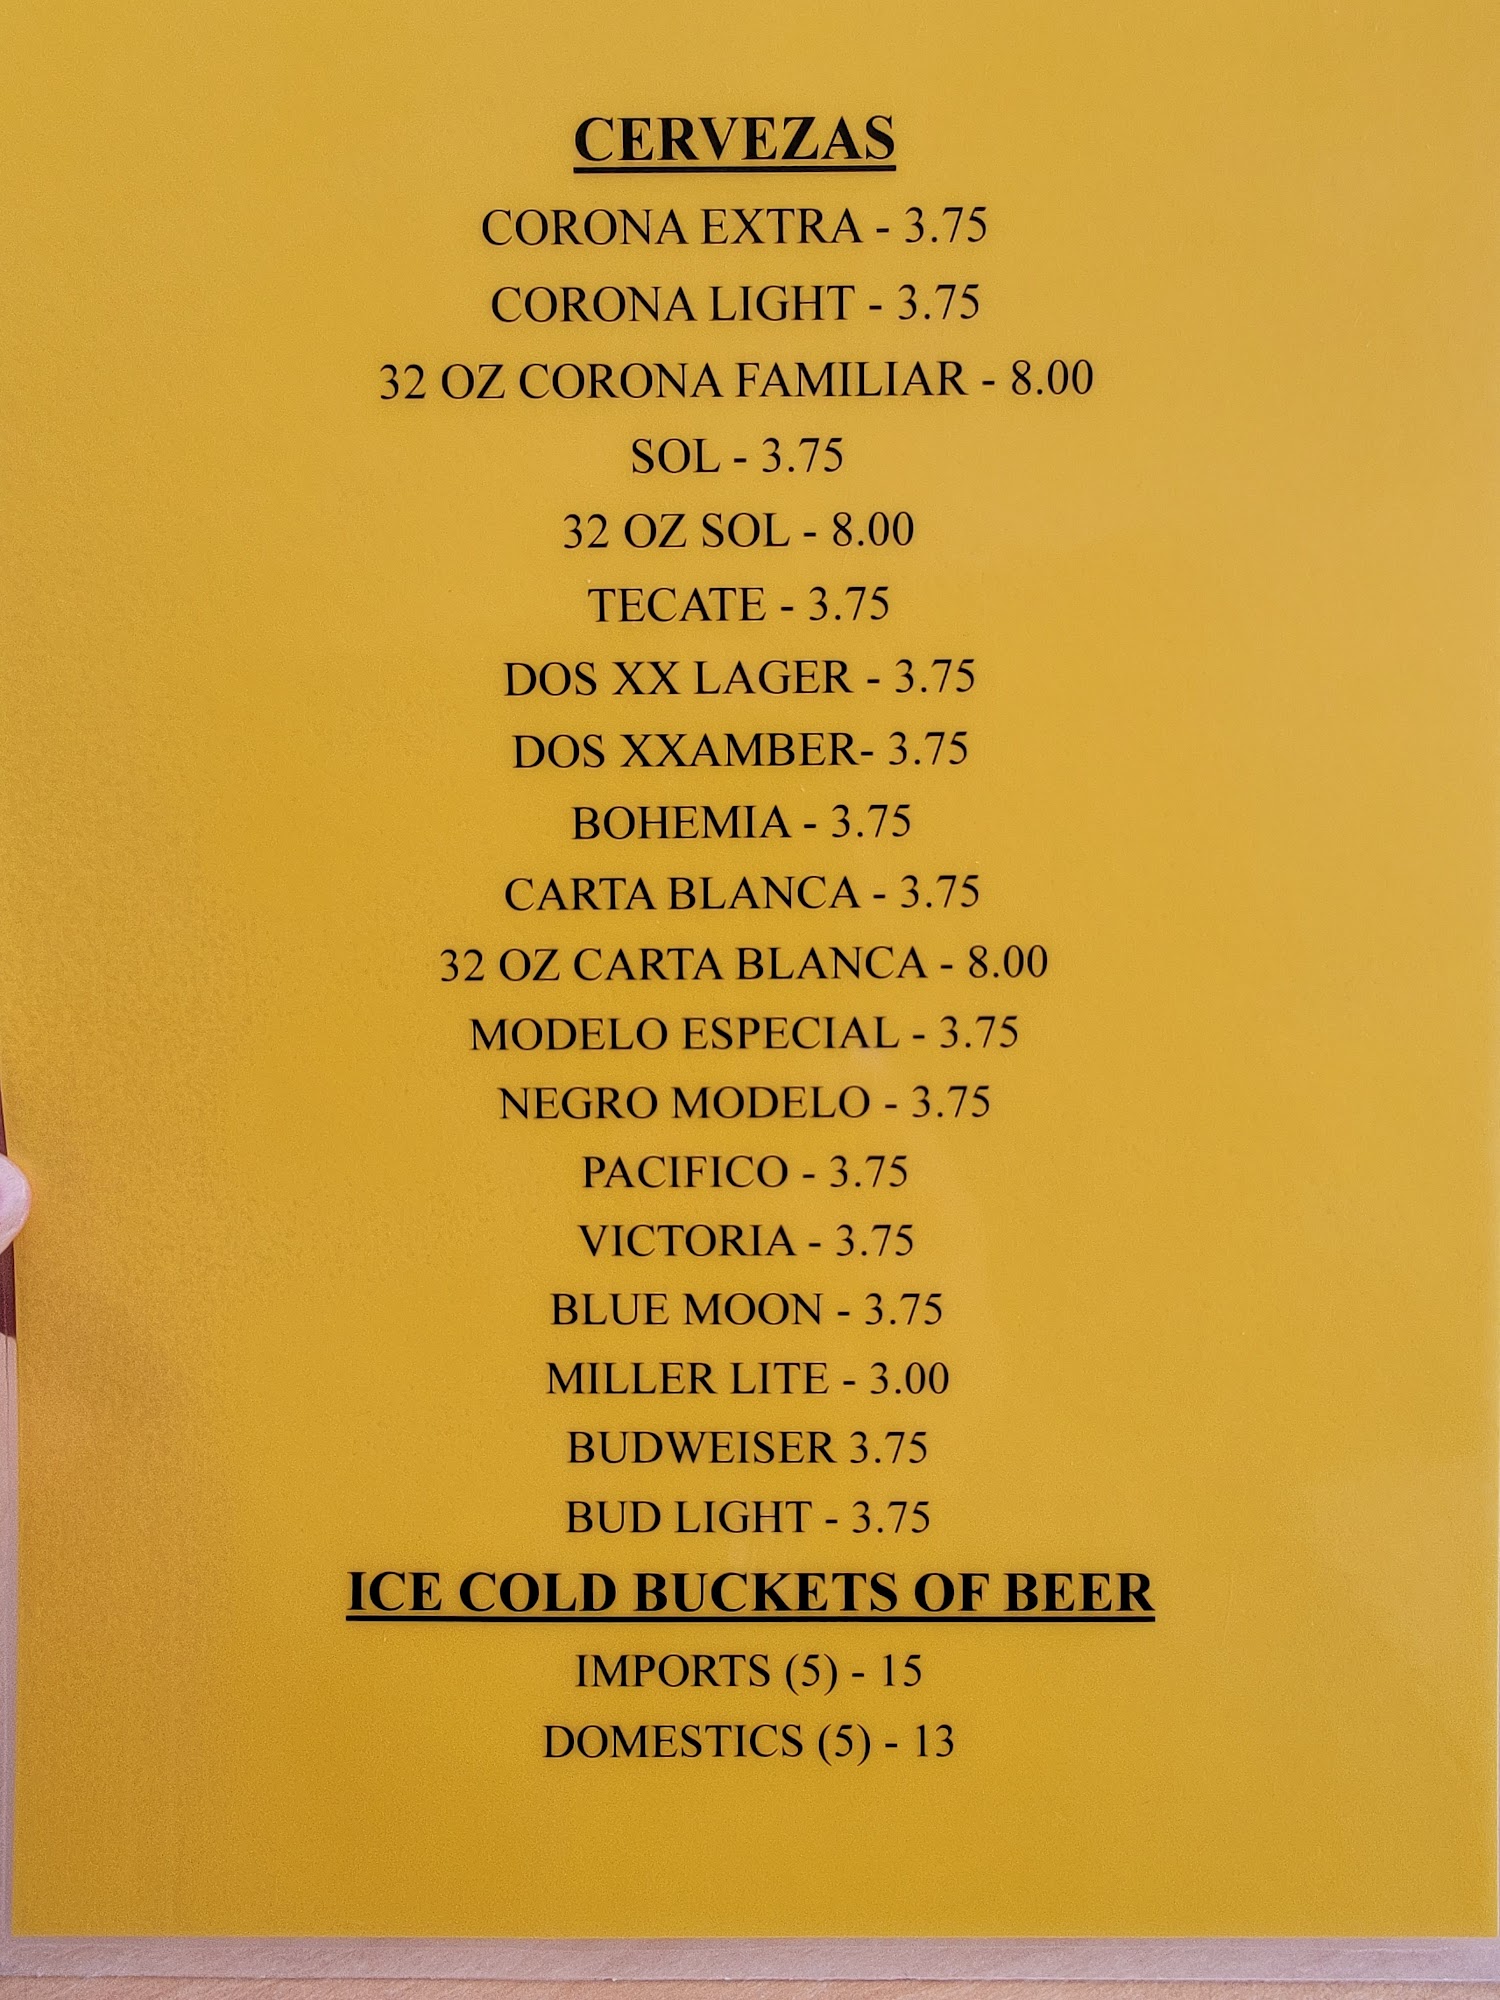 CERVEZAS
CORONA EXTRA - 3.75
CORONA LIGHT - 3.75
32 OZ CORONA FAMILIAR - 8.00
SOL - 3.75
32 OZ SOL - 8.00
TECATE - 3.75
DOS XX LAGER - 3.75
DOS XXAMBER- 3.75
BOHEMIA - 3.75
CARTA BLANCA - 3.75
32 OZ CARTA BLANCA - 8.00
MODELO ESPECIAL - 3.75
NEGRO MODELO - 3.75
PACIFICO - 3.75
VICTORIA - 3.75
BLUE MOON - 3.75
MILLER LITE - 3.00
BUDWEISER 3.75
BUD LIGHT - 3.75
ICE COLD BUCKETS OF BEER
IMPORTS (5) - 15
DOMESTICS (5) - 13